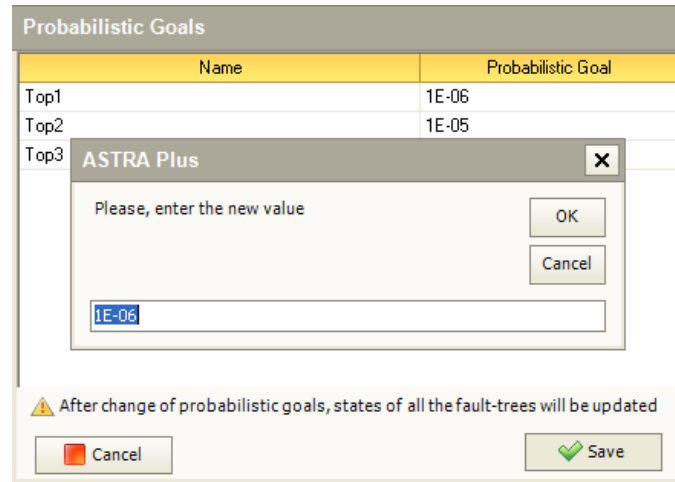 Probabilistic Goals
Name Probabilistic Goal
Top1 1E-06
Top2 1E-05
Top3
ASTRA Plus
Please, enter the new value
OK
Cancel
1E-06
After change of probabilistic goals, states of all the fault-trees will be updated
Cancel Save